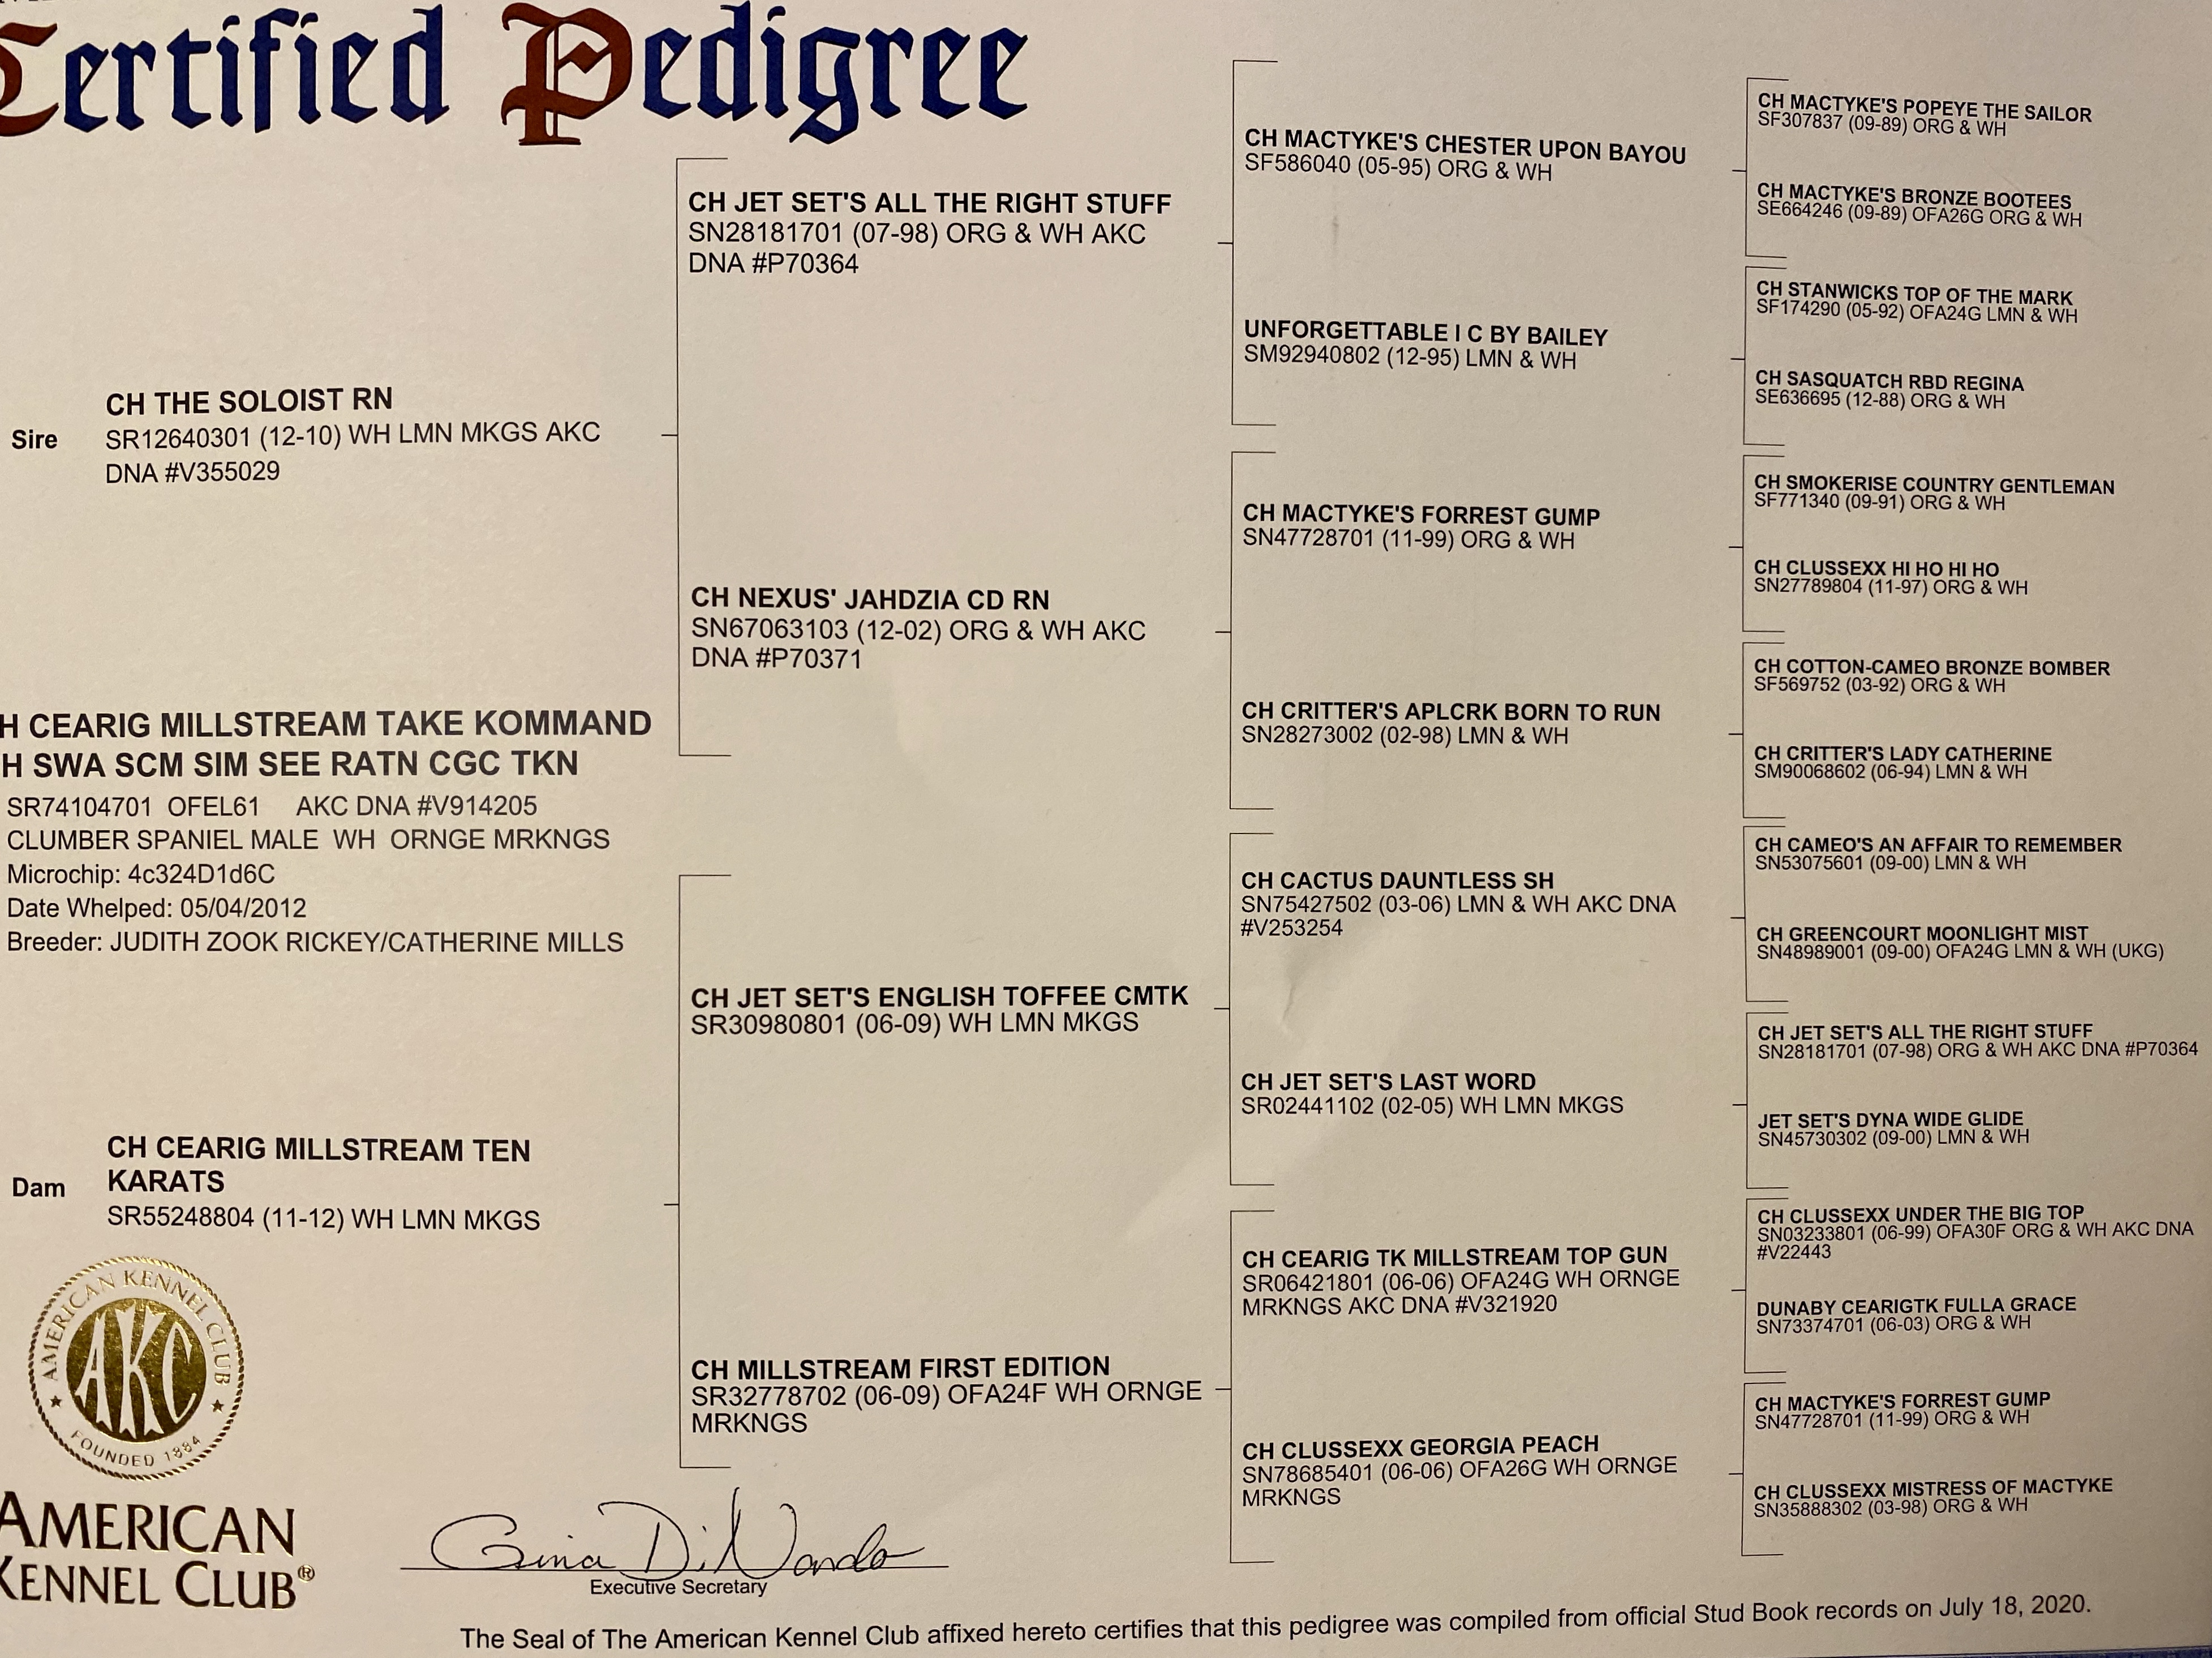 Certified Pedigree
CH MACTYKE'S POPEYE THE SAILOR
SF307837 (09-89) ORG & WH
CH MACTYKE'S CHESTER UPON BAYOU
SF586040 (05-95) ORG & WH
CH MACTYKE'S BRONZE BOOTEES
SE664246 (09-89) OFA26G ORG & WH
CH JET SET'S ALL THE RIGHT STUFF
SN28181701 (07-98) ORG & WH AKC
DNA #P70364
CH STANWICKS TOP OF THE MARK
SF174290 (05-92) OFA24G LMN & WH
UNFORGETTABLE I C BY BAILEY
SM92940802 (12-95) LMN & WH
CH SASQUATCH RBD REGINA
SE636695 (12-88) ORG & WH
Sire
CH THE SOLOIST RN
SR12640301 (12-10) WH LMN MKGS AKC
DNA #V355029
CH SMOKERISE COUNTRY GENTLEMAN
SF771340 (09-91) ORG & WH
CH MACTYKE'S FORREST GUMP
SN47728701 (11-99) ORG & WH
CH CLUSSEXX HI HO HI HO
SN27789804 (11-97) ORG & WH
CH NEXUS' JAHDZIA CD RN
SN67063103 (12-02) ORG & WH AKC
DNA #P70371
CH COTTON-CAMEO BRONZE BOMBER
SF569752 (03-92) ORG & WH
CH CRITTER'S APLCRK BORN TO RUN
SN28273002 (02-98) LMN & WH
CH CRITTER'S LADY CATHERINE
SM90068602 (06-94) LMN & WH
H CEARIG MILLSTREAM TAKE KOMMAND
H SWA SCM SIM SEE RATN CGC TKN
SR74104701 OFEL61 AKC DNA #V914205
CLUMBER SPANIEL MALE WH ORNGE MRKNGS
Microchip: 4c324D1d6C
Date Whelped: 05/04/2012
Breeder: JUDITH ZOOK RICKEY/CATHERINE MILLS
CH CAMEO'S AN AFFAIR TO REMEMBER
SN53075601 (09-00) LMN & WH
CH CACTUS DAUNTLESS SH
SN75427502 (03-06) LMN & WH AKC DNA
#V253254
CH GREENCOURT MOONLIGHT MIST
SN48989001 (09-00) OFA24G LMN & WH (UKG)
CH JET SET'S ENGLISH TOFFEE CMTK
SR30980801 (06-09) WH LMN MKGS
CH JET SET'S ALL THE RIGHT STUFF
SN28181701 (07-98) ORG & WH AKC DNA #P70364
CH JET SET'S LAST WORD
SR02441102 (02-05) WH LMN MKGS
JET SET'S DYNA WIDE GLIDE
SN45730302 (09-00) LMN & WH
Dam
CH CEARIG MILLSTREAM TEN
KARATS
SR55248804 (11-12) WH LMN MKGS
CH CLUSSEXX UNDER THE BIG TOP
SN03233801 (06-99) OFA30F ORG & WH AKC DNA
#V22443
CH CEARIG TK MILLSTREAM TOP GUN
SR06421801 (06-06) OFA24G WH ORNGE
MRKNGS AKC DNA #V321920
DUNABY CEARIGTK FULLA GRACE
SN73374701 (06-03) ORG & WH
CH MILLSTREAM FIRST EDITION
SR32778702 (06-09) OFA24F WH ORNGE
MRKNGS
CH MACTYKE'S FORREST GUMP
SN47728701 (11-99) ORG & WH
CH CLUSSEXX GEORGIA PEACH
SN78685401 (06-06) OFA26G WH ORNGE
MRKNGS
CH CLUSSEXX MISTRESS OF MACTYKE
SN35888302 (03-98) ORG & WH
AMERICAN KENNEL CLUB
AKC
FOUNDED 1884
AMERICAN
KENNEL CLUB®
Gina DiNardo
Executive Secretary
The Seal of The American Kennel Club affixed hereto certifies that this pedigree was compiled from official Stud Book records on July 18, 2020.